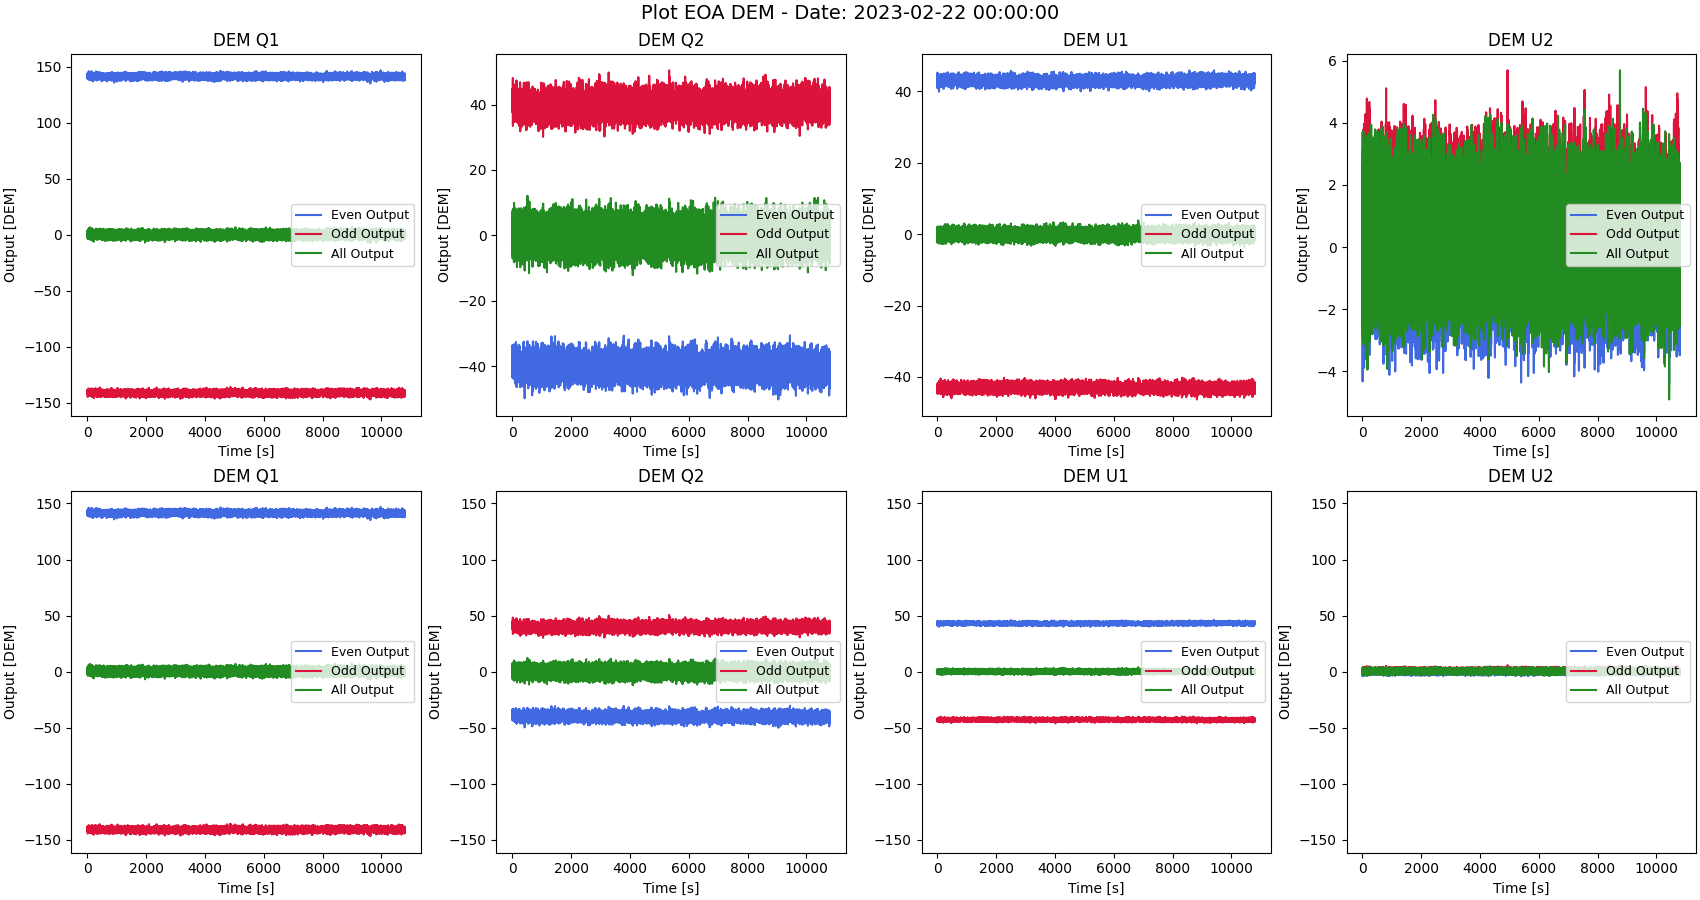 Plot EOA DEM - Date: 2023-02-22 00:00:00
DEM Q1
150
100
50
0
−50
−100
−150
Output [DEM]
Even Output
Odd Output
All Output
0 2000 4000 6000 8000 10000
Time [s]
DEM Q2
40
20
0
−20
−40
Output [DEM]
Even Output
Odd Output
All Output
0 2000 4000 6000 8000 10000
Time [s]
DEM U1
40
20
0
−20
−40
Output [DEM]
Even Output
Odd Output
All Output
0 2000 4000 6000 8000 10000
Time [s]
DEM U2
6
4
2
0
−2
−4
Output [DEM]
Even Output
Odd Output
All Output
0 2000 4000 6000 8000 10000
Time [s]
DEM Q1
150
100
50
0
−50
−100
−150
Output [DEM]
Even Output
Odd Output
All Output
0 2000 4000 6000 8000 10000
Time [s]
DEM Q2
150
100
50
0
−50
−100
−150
Output [DEM]
Even Output
Odd Output
All Output
0 2000 4000 6000 8000 10000
Time [s]
DEM U1
150
100
50
0
−50
−100
−150
Output [DEM]
Even Output
Odd Output
All Output
0 2000 4000 6000 8000 10000
Time [s]
DEM U2
150
100
50
0
−50
−100
−150
Output [DEM]
Even Output
Odd Output
All Output
0 2000 4000 6000 8000 10000
Time [s]